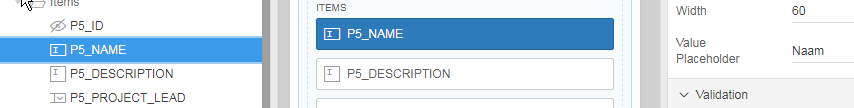 Items
P5_ID
P5_NAME
P5_DESCRIPTION
P5_PROJECT_LEAD
ITEMS
P5_NAME
P5_DESCRIPTION
Width 60
Value
Placeholder Naam
Validation